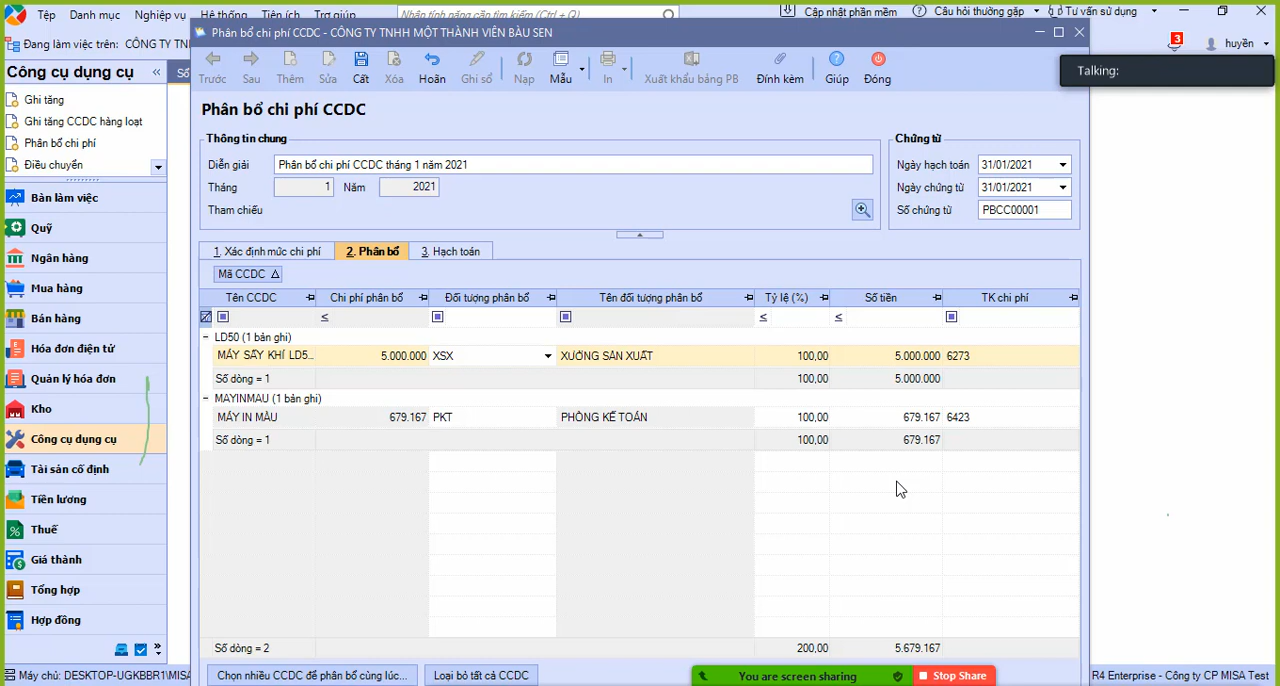 Tệp Danh mục Nghiệp vụ Hệ thống Tiện ích Trợ giúp
Nhập tính năng cần tìm kiếm (Ctrl + Q)
Cập nhật phần mềm Câu hỏi thường gặp Tư vấn sử dụng
Đang làm việc trên: CÔNG TY TN
3
huyền
Phân bổ chi phí CCDC - CÔNG TY TNHH MỘT THÀNH VIÊN BÀU SEN
Talking:
Công cụ dụng cụ «
Số
Ghi tăng
Ghi tăng CCDC hàng loạt
Phân bổ chi phí
Điều chuyển
Bàn làm việc
Quỹ
Ngân hàng
Mua hàng
Bán hàng
Hóa đơn điện tử
Quản lý hóa đơn
Kho
Công cụ dụng cụ
Tài sản cố định
Tiền lương
Thuế
Giá thành
Tổng hợp
Hợp đồng
Trước Sau Thêm Sửa Cất Xóa Hoãn Ghi sổ Nạp Mẫu In Xuất khẩu bảng PB Đính kèm Giúp Đóng
Phân bổ chi phí CCDC
Thông tin chung
Diễn giải Phân bổ chi phí CCDC tháng 1 năm 2021
Tháng 1 Năm 2021
Tham chiếu
Chứng từ
Ngày hạch toán 31/01/2021
Ngày chứng từ 31/01/2021
Số chứng từ PBCC00001
1. Xác định mức chi phí 2. Phân bổ 3. Hạch toán
Mã CCDC
Tên CCDC Chi phí phân bổ Đối tượng phân bổ Tên đối tượng phân bổ Tỷ lệ (%) Số tiền TK chi phí
≤ ≤ ≤
LD50 (1 bản ghi)
MÁY SẤY KHÍ LD5... 5.000.000 XSX XƯỞNG SẢN XUẤT 100,00 5.000.000 6273
Số dòng = 1 100,00 5.000.000
MAYINMAU (1 bản ghi)
MÁY IN MÀU 679.167 PKT PHÒNG KẾ TOÁN 100,00 679.167 6423
Số dòng = 1 100,00 679.167
Số dòng = 2 200,00 5.679.167
Chọn nhiều CCDC để phân bổ cùng lúc... Loại bỏ tất cả CCDC
You are screen sharing Stop Share
Máy chủ: DESKTOP-UGKBBR1\MISA
R4 Enterprise - Công ty CP MISA Test